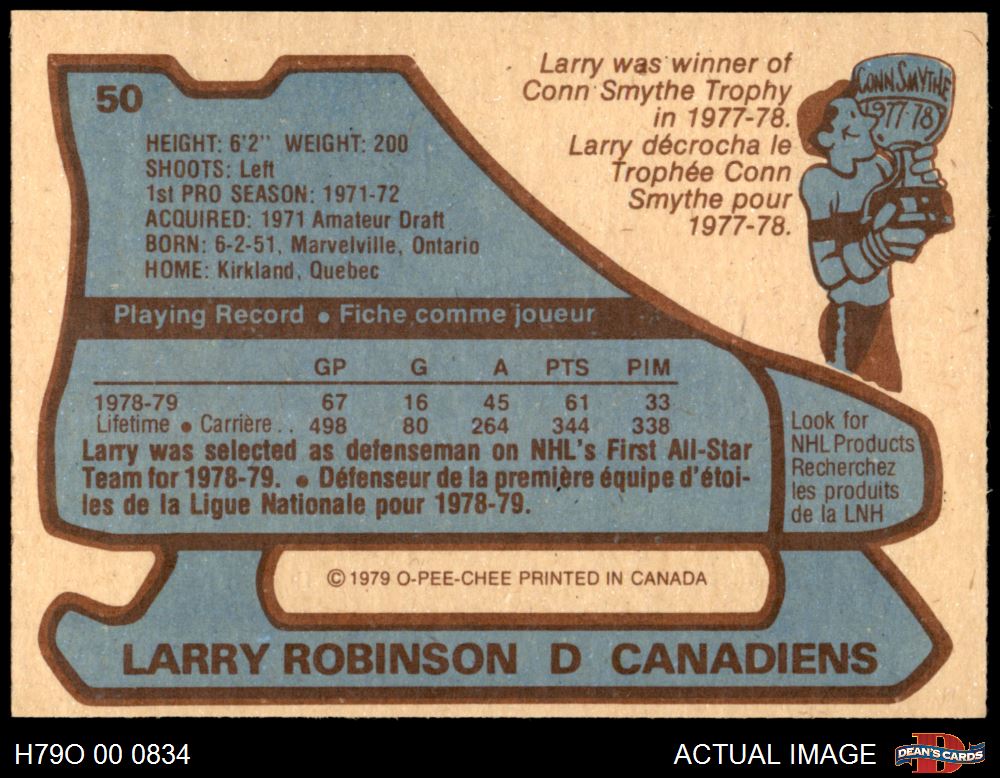 50
HEIGHT: 6'2" WEIGHT: 200
SHOOTS: Left
1st PRO SEASON: 1971-72
ACQUIRED: 1971 Amateur Draft
BORN: 6-2-51, Marvelville, Ontario
HOME: Kirkland, Quebec
Larry was winner of
Conn Smythe Trophy
in 1977-78.
Larry décrocha le
Trophée Conn
Smythe pour
1977-78.
CONN SMYTHE
1977-78
Playing Record • Fiche comme joueur
GP G A PTS PIM
1978-79 67 16 45 61 33
Lifetime • Carrière .. 498 80 264 344 338
Larry was selected as defenseman on NHL's First All-Star
Team for 1978-79. • Défenseur de la première équipe d'étoi-
les de la Ligue Nationale pour 1978-79.
Look for
NHL Products
Recherchez
les produits
de la LNH
© 1979 O-PEE-CHEE PRINTED IN CANADA
LARRY ROBINSON D CANADIENS
H79O 00 0834
ACTUAL IMAGE
D
DEAN'S CARDS